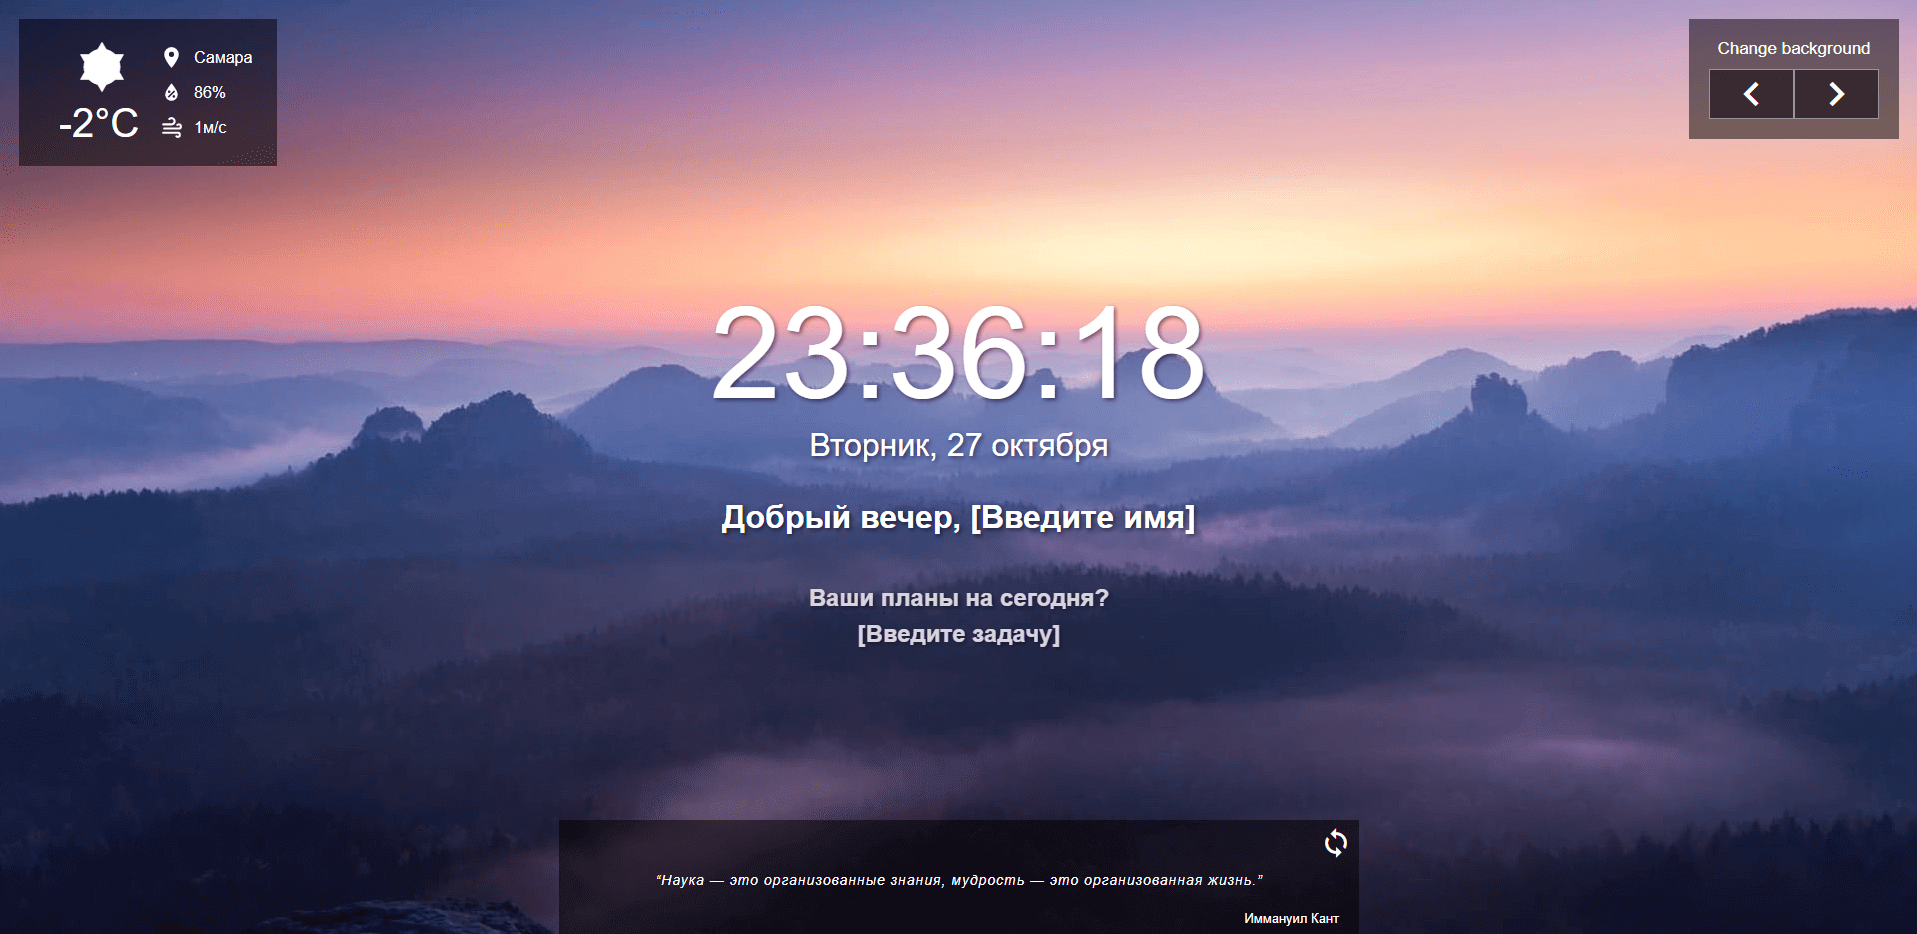 Самара
86%
-2°C
1м/с
Change background
23:36:18
Вторник, 27 октября
Добрый вечер, [Введите имя]
Ваши планы на сегодня?
[Введите задачу]
“Наука — это организованные знания, мудрость — это организованная жизнь.”
Иммануил Кант